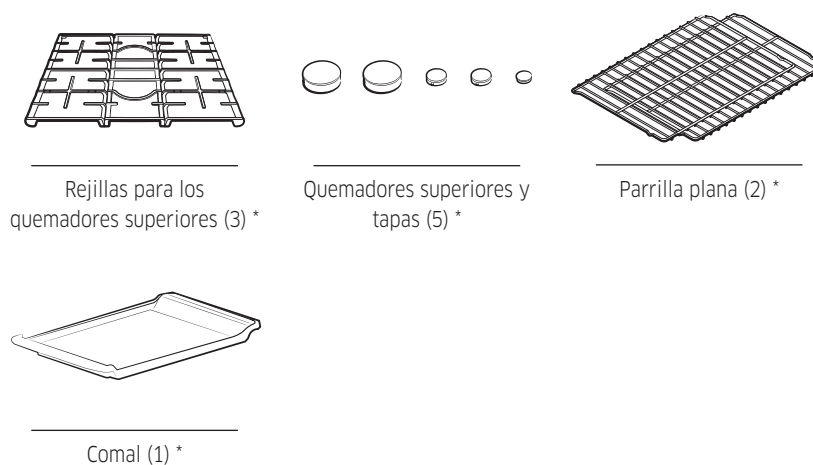 Rejillas para los
quemadores superiores (3) *
Quemadores superiores y
tapas (5) *
Parrilla plana (2) *
Comal (1) *